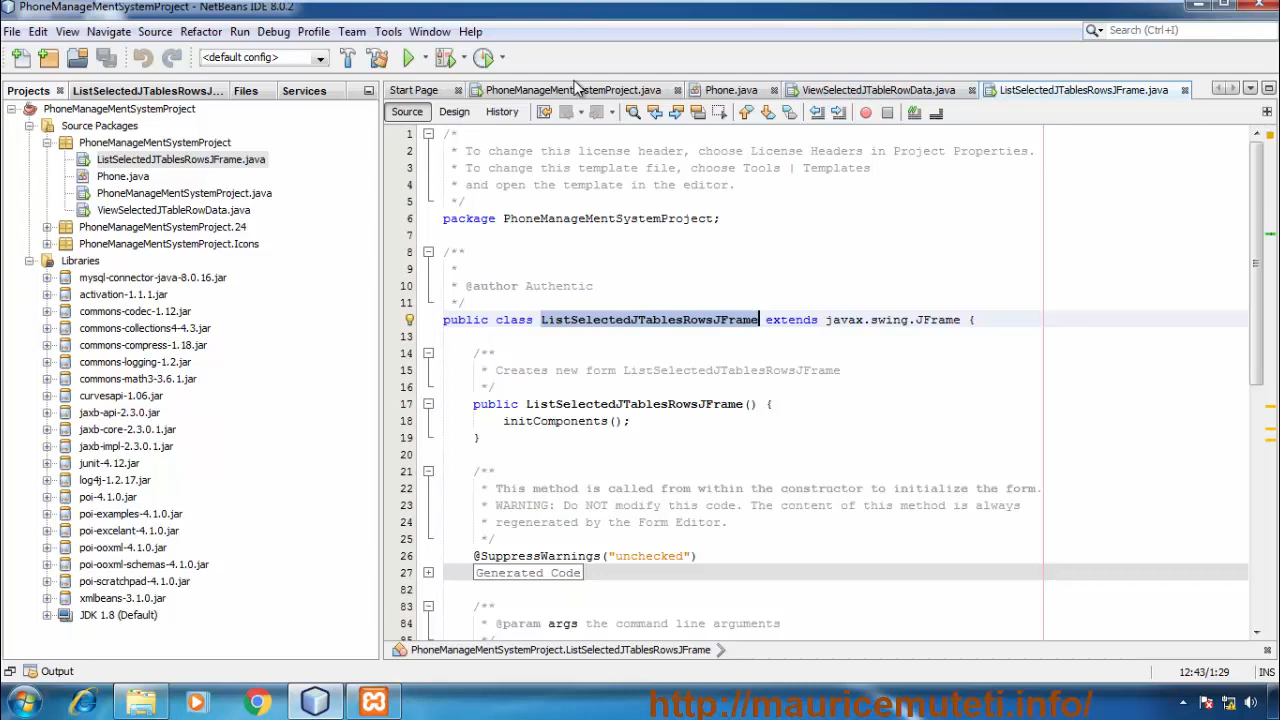 PhoneManageMentSystemProject - NetBeans IDE 8.0.2
File Edit View Navigate Source Refactor Run Debug Profile Team Tools Window Help
Search (Ctrl+I)
<default config>
Projects ListSelectedJTablesRowsJ... Files Services
Start Page PhoneManageMentSystemProject.java Phone.java ViewSelectedJTableRowData.java ListSelectedJTablesRowsJFrame.java
Source Design History
PhoneManageMentSystemProject
Source Packages
PhoneManageMentSystemProject
ListSelectedJTablesRowsJFrame.java
Phone.java
PhoneManageMentSystemProject.java
ViewSelectedJTableRowData.java
PhoneManageMentSystemProject.24
PhoneManageMentSystemProject.Icons
Libraries
mysql-connector-java-8.0.16.jar
activation-1.1.1.jar
commons-codec-1.12.jar
commons-collections4-4.3.jar
commons-compress-1.18.jar
commons-logging-1.2.jar
commons-math3-3.6.1.jar
curvesapi-1.06.jar
jaxb-api-2.3.0.jar
jaxb-core-2.3.0.1.jar
jaxb-impl-2.3.0.1.jar
junit-4.12.jar
log4j-1.2.17.jar
poi-4.1.0.jar
poi-examples-4.1.0.jar
poi-excelant-4.1.0.jar
poi-ooxml-4.1.0.jar
poi-ooxml-schemas-4.1.0.jar
poi-scratchpad-4.1.0.jar
xmlbeans-3.1.0.jar
JDK 1.8 (Default)
1 /*
2 * To change this license header, choose License Headers in Project Properties.
3 * To change this template file, choose Tools | Templates
4 * and open the template in the editor.
5 */
6 package PhoneManageMentSystemProject;
7
8 /**
9 *
10 * @author Authentic
11 */
public class ListSelectedJTablesRowsJFrame extends javax.swing.JFrame {
13
14 /**
15 * Creates new form ListSelectedJTablesRowsJFrame
16 */
17 public ListSelectedJTablesRowsJFrame() {
18 initComponents();
19 }
20
21 /**
22 * This method is called from within the constructor to initialize the form.
23 * WARNING: Do NOT modify this code. The content of this method is always
24 * regenerated by the Form Editor.
25 */
26 @SuppressWarnings("unchecked")
27 Generated Code
82
83 /**
84 * @param args the command line arguments
85 */
PhoneManageMentSystemProject.ListSelectedJTablesRowsJFrame
Output
12:43/1:29 INS
http://mauricemuteti.info/